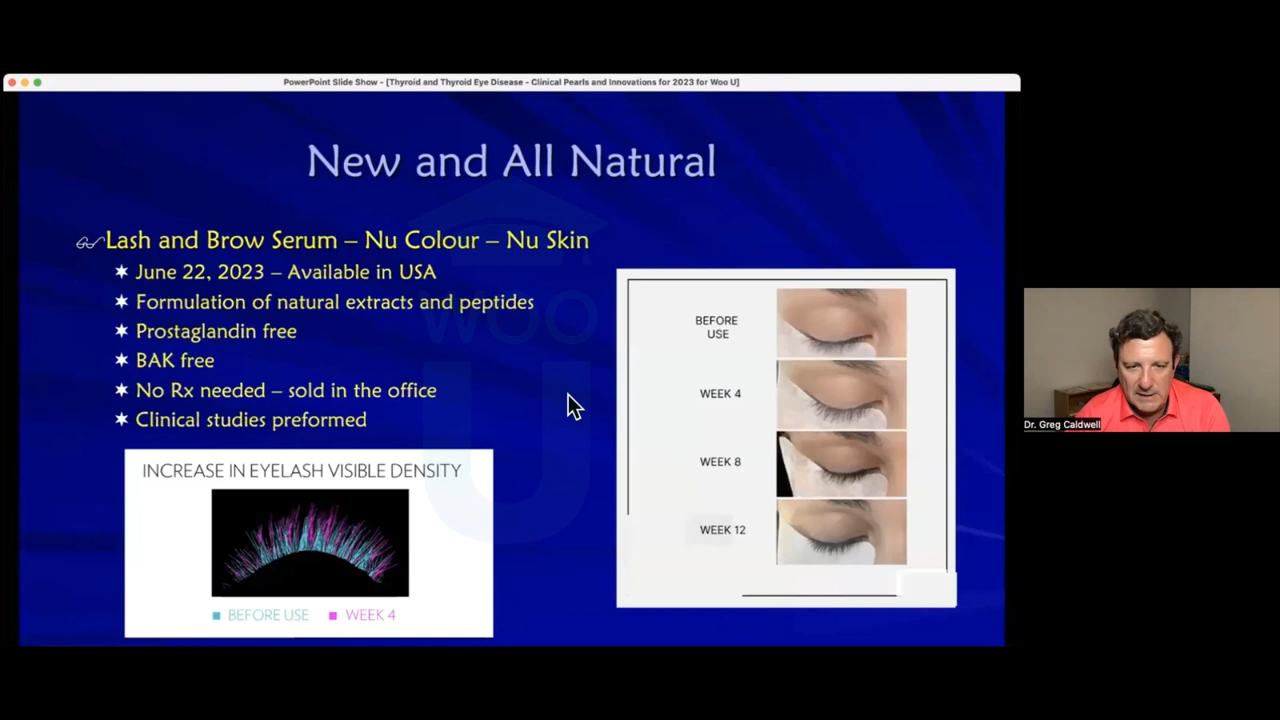 PowerPoint Slide Show - [Thyroid and Thyroid Eye Disease - Clinical Pearls and Innovations for 2023 for Woo U]
New and All Natural
Lash and Brow Serum – Nu Colour – Nu Skin
June 22, 2023 – Available in USA
Formulation of natural extracts and peptides
Prostaglandin free
BAK free
No Rx needed – sold in the office
Clinical studies preformed
INCREASE IN EYELASH VISIBLE DENSITY
BEFORE USE WEEK 4
BEFORE
USE
WEEK 4
WEEK 8
WEEK 12
WOO
U
Dr. Greg Caldwell